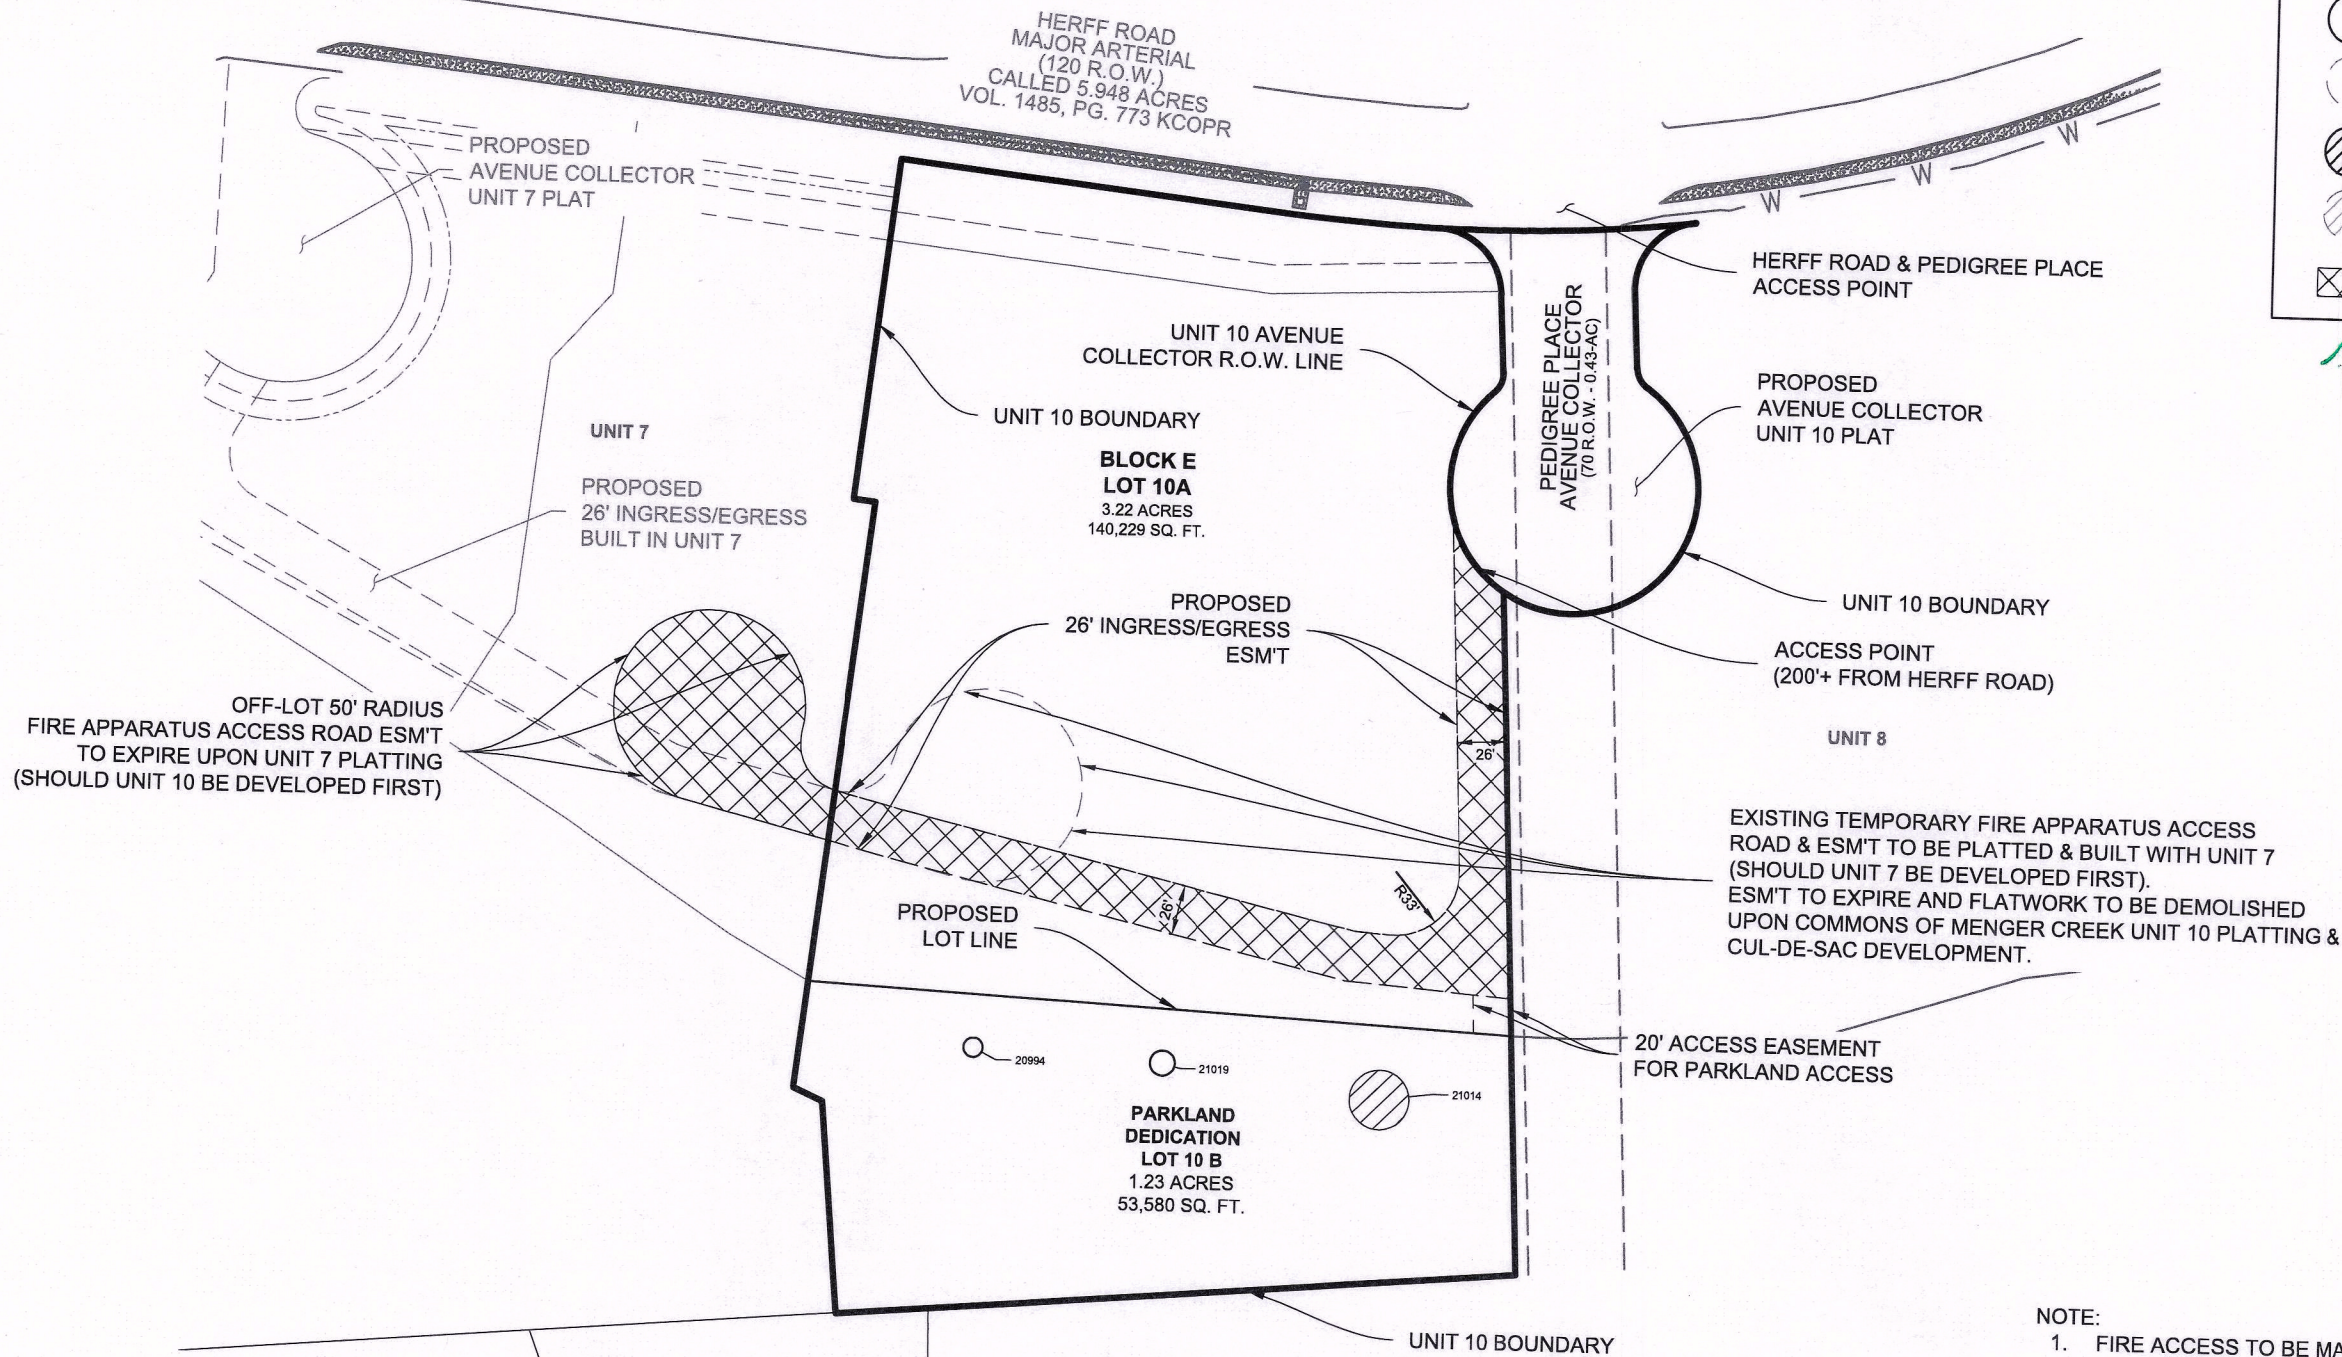 HERFF ROAD
MAJOR ARTERIAL
(120 R.O.W.)
CALLED 5.948 ACRES
VOL. 1485, PG. 773 KCOPR
PROPOSED
AVENUE COLLECTOR
UNIT 7 PLAT
W
W
W
HERFF ROAD & PEDIGREE PLACE
ACCESS POINT
UNIT 10 AVENUE
COLLECTOR R.O.W. LINE
PEDIGREE PLACE
AVENUE COLLECTOR
(70 R.O.W. - 0.43-AC)
PROPOSED
AVENUE COLLECTOR
UNIT 10 PLAT
UNIT 10 BOUNDARY
UNIT 7
BLOCK E
LOT 10A
3.22 ACRES
140,229 SQ. FT.
PROPOSED
26' INGRESS/EGRESS
BUILT IN UNIT 7
PROPOSED
26' INGRESS/EGRESS
ESM'T
UNIT 10 BOUNDARY
ACCESS POINT
(200'+ FROM HERFF ROAD)
OFF-LOT 50' RADIUS
FIRE APPARATUS ACCESS ROAD ESM'T
TO EXPIRE UPON UNIT 7 PLATTING
(SHOULD UNIT 10 BE DEVELOPED FIRST)
UNIT 8
26'
EXISTING TEMPORARY FIRE APPARATUS ACCESS
ROAD & ESM'T TO BE PLATTED & BUILT WITH UNIT 7
(SHOULD UNIT 7 BE DEVELOPED FIRST).
ESM'T TO EXPIRE AND FLATWORK TO BE DEMOLISHED
UPON COMMONS OF MENGER CREEK UNIT 10 PLATTING &
CUL-DE-SAC DEVELOPMENT.
R33'
26'
PROPOSED
LOT LINE
20' ACCESS EASEMENT
FOR PARKLAND ACCESS
20994
21019
21014
PARKLAND
DEDICATION
LOT 10 B
1.23 ACRES
53,580 SQ. FT.
UNIT 10 BOUNDARY
NOTE:
1. FIRE ACCESS TO BE MA